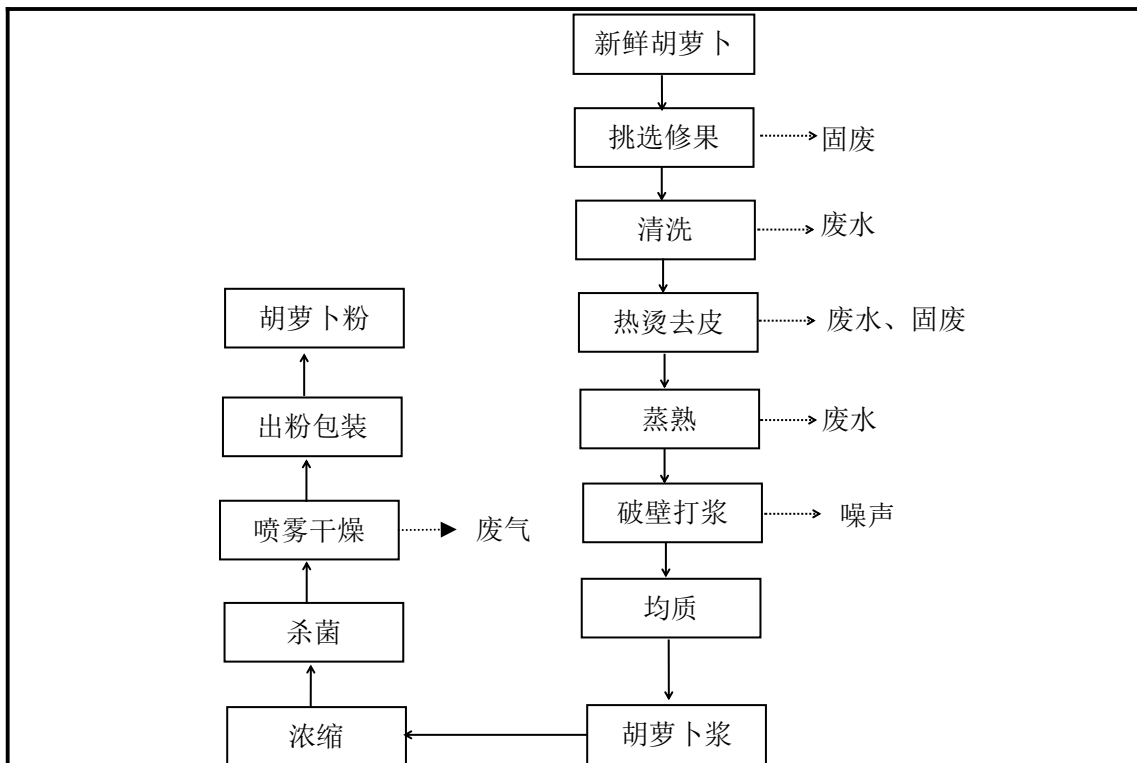 新鲜胡萝卜
挑选修果
固废
清洗
废水
热烫去皮
废水、固废
蒸熟
废水
破壁打浆
噪声
均质
胡萝卜浆
浓缩
杀菌
喷雾干燥
废气
出粉包装
胡萝卜粉